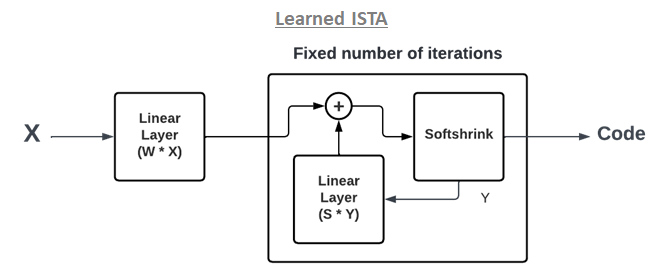 Learned ISTA
Fixed number of iterations
X
Linear
Layer
(W * X)
+
Softshrink
Code
Linear
Layer
(S * Y)
Y